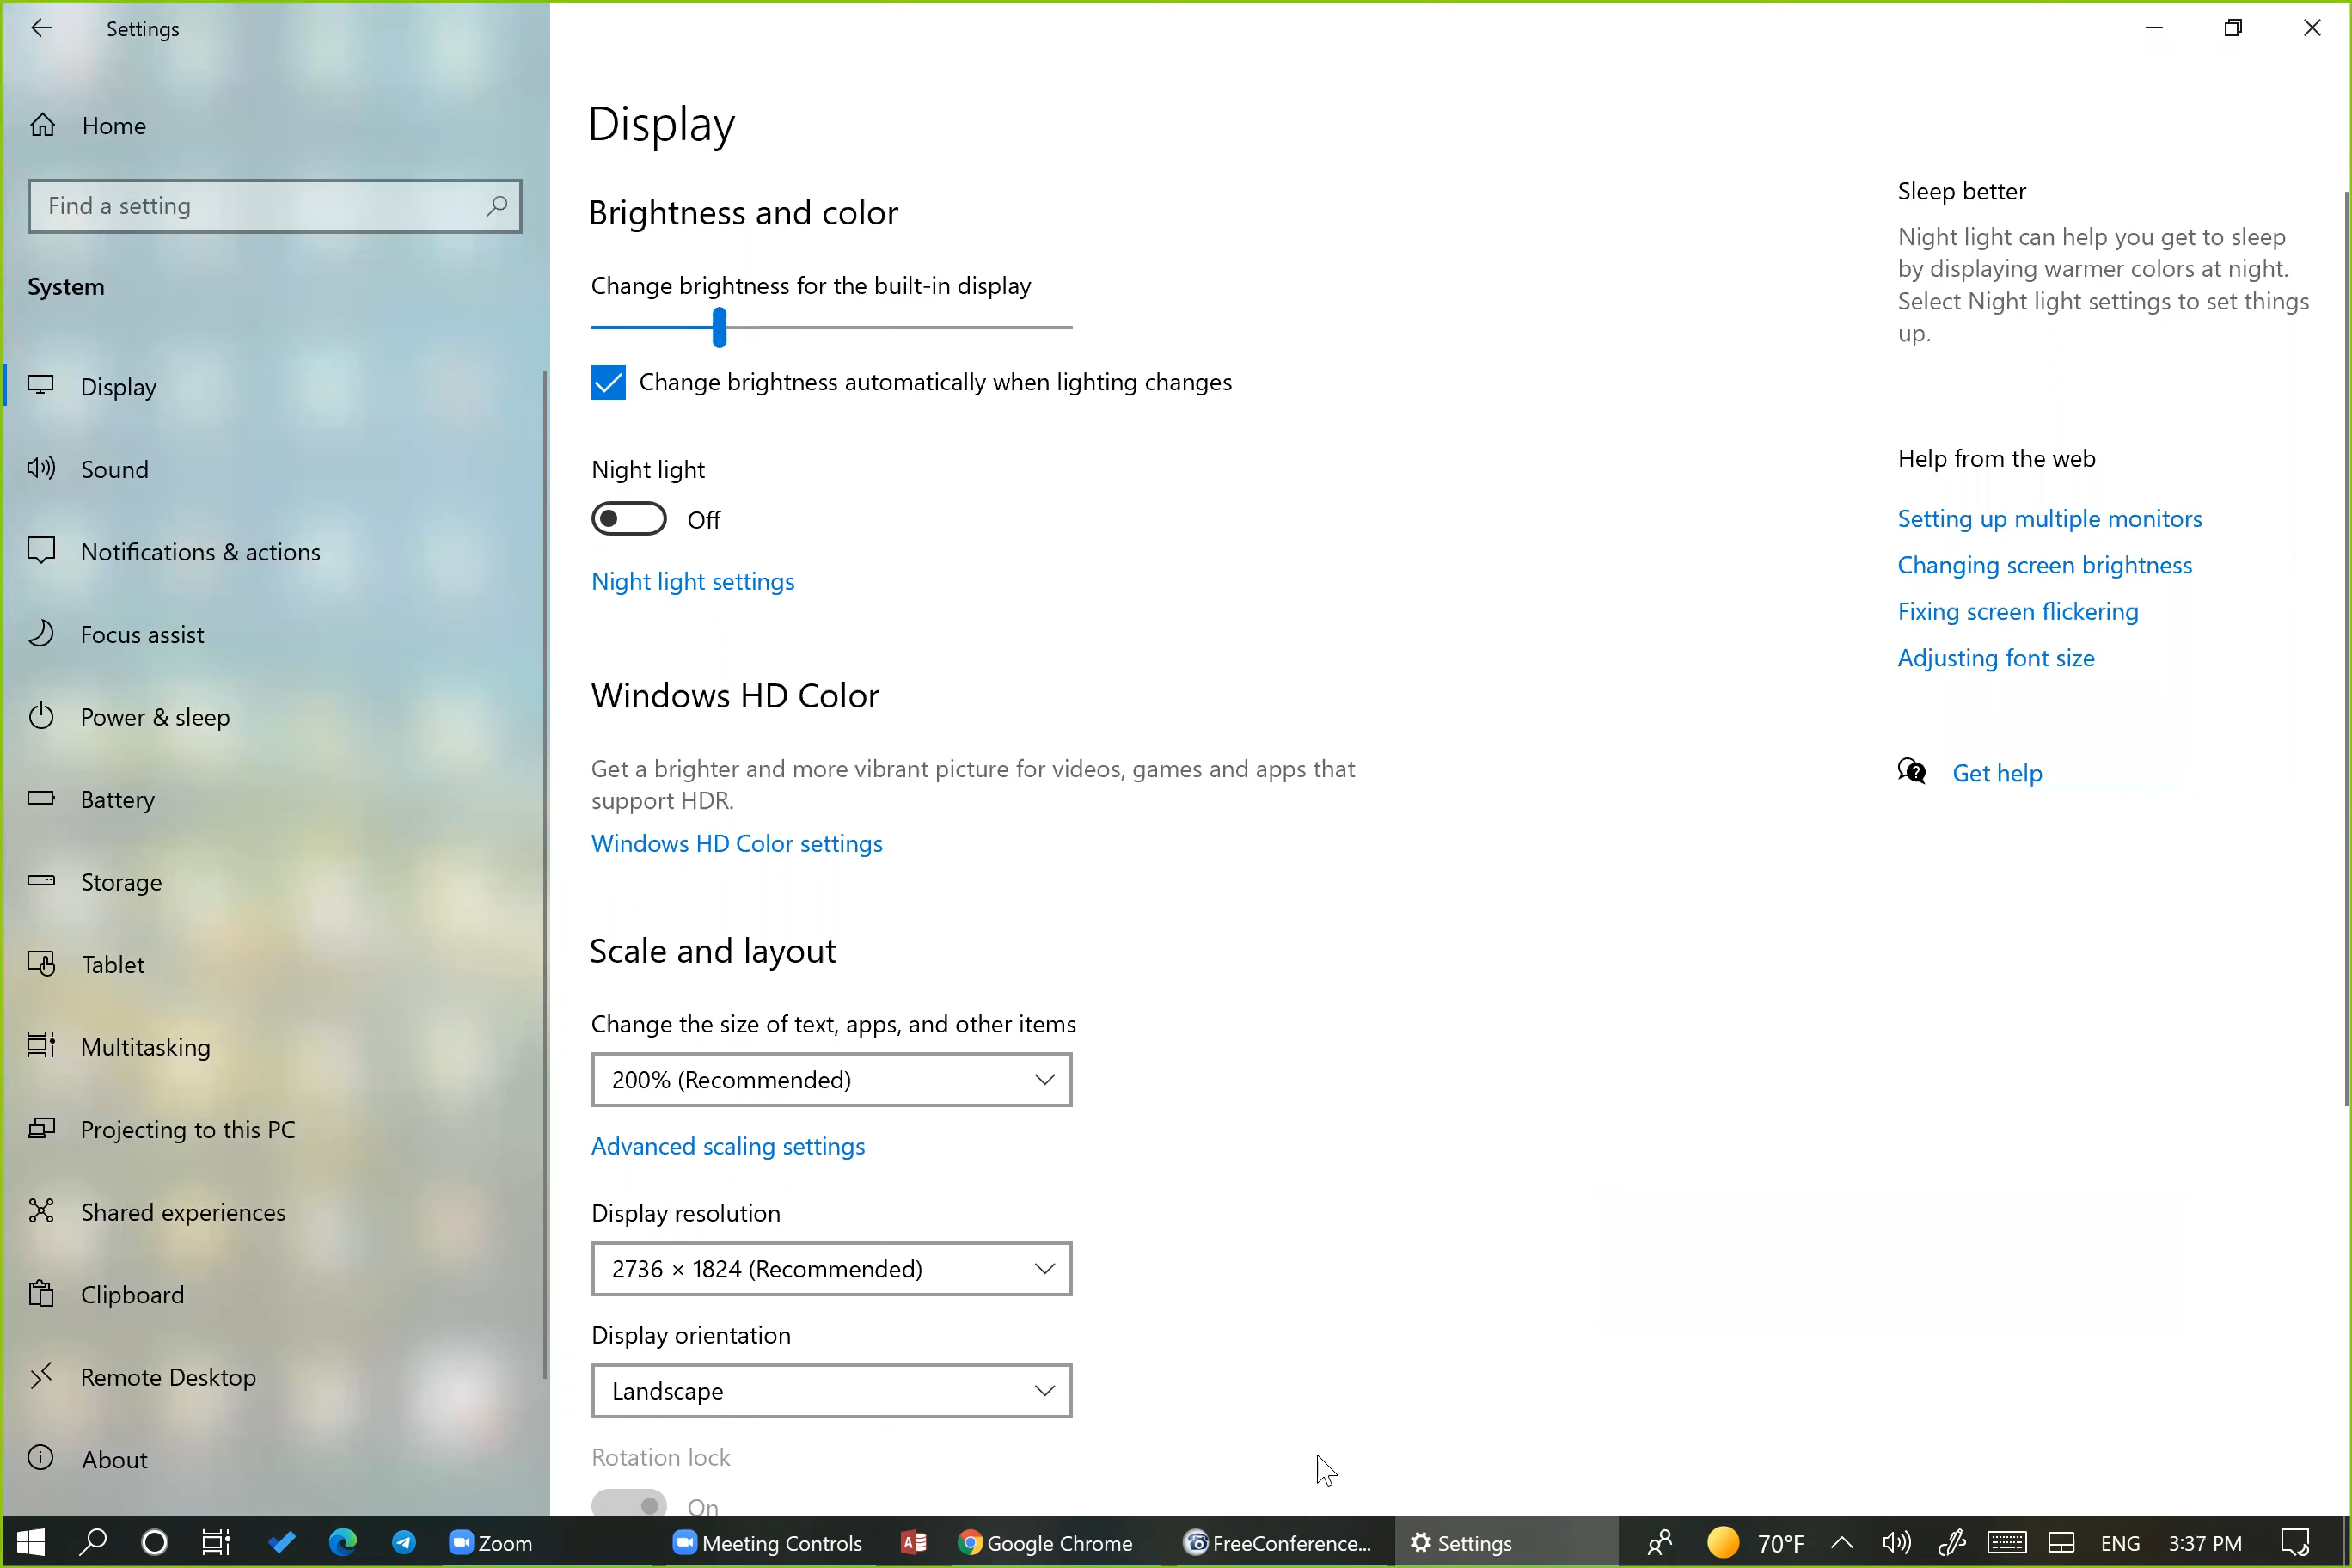 Settings
Home
Find a setting
System
Display
Sound
Notifications & actions
Focus assist
Power & sleep
Battery
Storage
Tablet
Multitasking
Projecting to this PC
Shared experiences
Clipboard
Remote Desktop
About
Display
Brightness and color
Change brightness for the built-in display
Change brightness automatically when lighting changes
Night light
Off
Night light settings
Windows HD Color
Get a brighter and more vibrant picture for videos, games and apps that
support HDR.
Windows HD Color settings
Scale and layout
Change the size of text, apps, and other items
200% (Recommended)
Advanced scaling settings
Display resolution
2736 × 1824 (Recommended)
Display orientation
Landscape
Rotation lock
On
Sleep better
Night light can help you get to sleep
by displaying warmer colors at night.
Select Night light settings to set things
up.
Help from the web
Setting up multiple monitors
Changing screen brightness
Fixing screen flickering
Adjusting font size
Get help
Zoom
Meeting Controls
Google Chrome
FreeConference...
Settings
70°F
ENG
3:37 PM